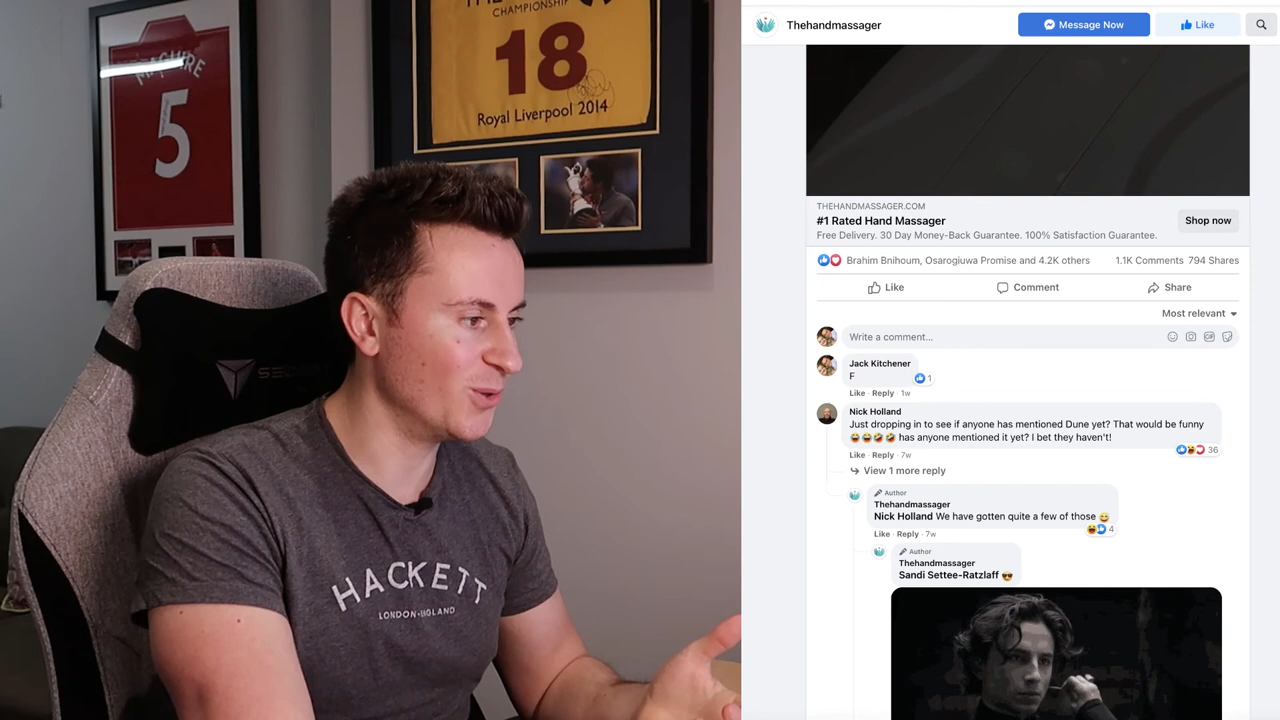 MAGUIRE
5
CHAMPIONSHIP
18
Royal Liverpool 2014
HACKETT
LONDON-ENGLAND
Thehandmassager
Message Now
Like
THEHANDMASSAGER.COM
#1 Rated Hand Massager
Free Delivery. 30 Day Money-Back Guarantee. 100% Satisfaction Guarantee.
Shop now
Brahim Bnihoum, Osarogiuwa Promise and 4.2K others
1.1K Comments 794 Shares
Like
Comment
Share
Most relevant
Write a comment...
GIF
Jack Kitchener
F
1
Like · Reply · 1w
Nick Holland
Just dropping in to see if anyone has mentioned Dune yet? That would be funny
😂😂🤣🤣 has anyone mentioned it yet? I bet they haven't!
36
Like · Reply · 7w
View 1 more reply
Author
Thehandmassager
Nick Holland We have gotten quite a few of those 😅
4
Like · Reply · 7w
Author
Thehandmassager
Sandi Settee-Ratzlaff 😎